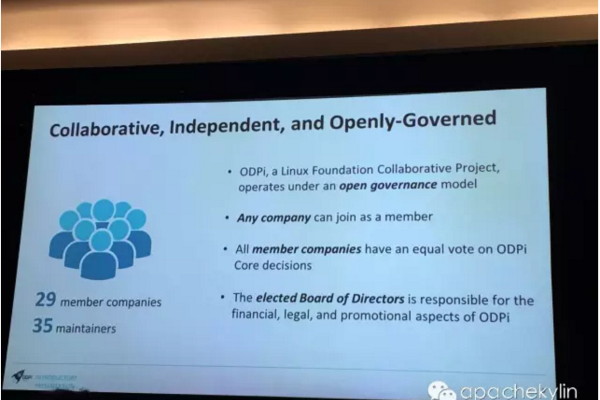 Collaborative, Independent, and Openly-Governed
• ODPi, a Linux Foundation Collaborative Project,
operates under an open governance model
• Any company can join as a member
• All member companies have an equal vote on ODPi
Core decisions
• The elected Board of Directors is responsible for the
financial, legal, and promotional aspects of ODPi
29 member companies
35 maintainers
apachekylin